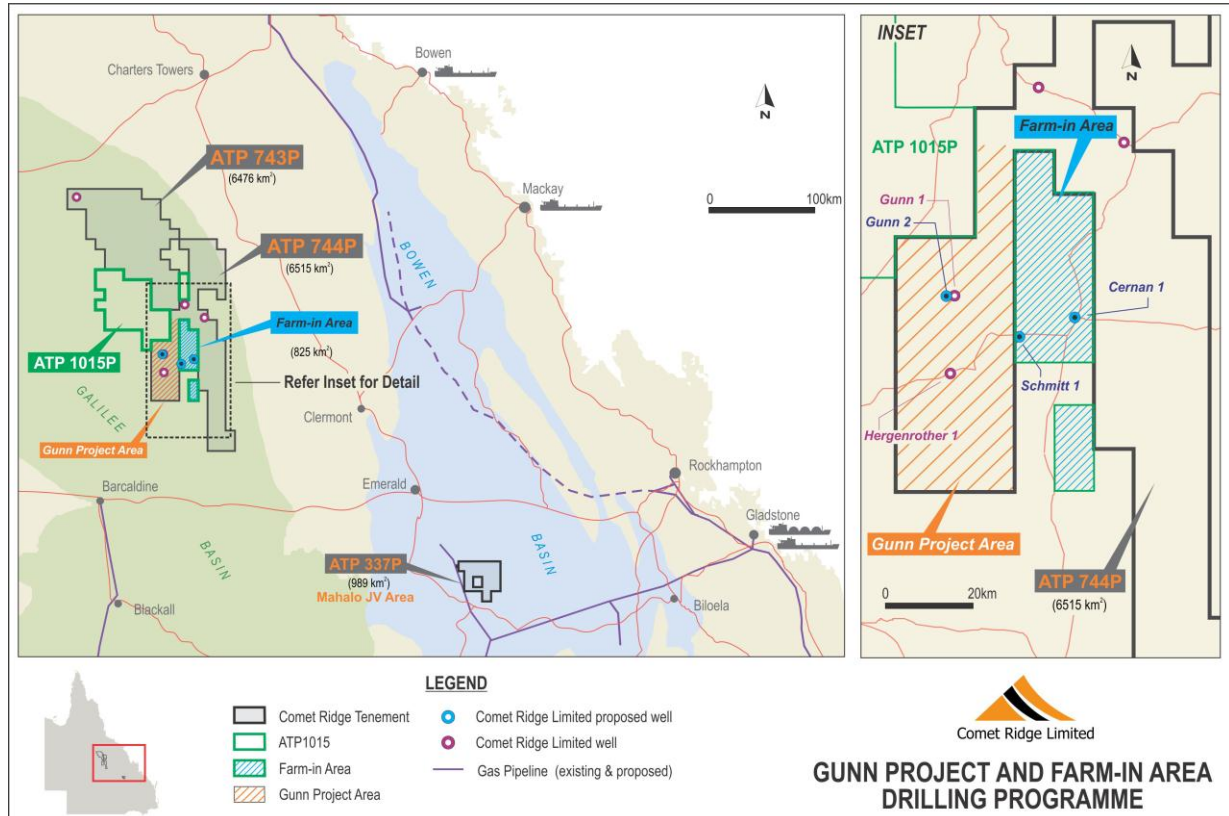 Charters Towers
Bowen
N
ATP 743P
(6476 km²)
Mackay
0
100km
ATP 744P
(6515 km²)
BOWEN
Farm-in Area
(825 km²)
ATP 1015P
Refer Inset for Detail
GALILEE
Clermont
Gunn Project Area
Rockhampton
Barcaldine
Emerald
Gladstone
BASIN
BASIN
ATP 337P
(989 km²)
Mahalo JV Area
Biloela
Blackall
INSET
N
Farm-in Area
ATP 1015P
Gunn 1
Gunn 2
Cernan 1
Schmitt 1
Hergenrother 1
Gunn Project Area
ATP 744P
(6515 km²)
0
20km
LEGEND
Comet Ridge Tenement
ATP1015
Farm-in Area
Gunn Project Area
Comet Ridge Limited proposed well
Comet Ridge Limited well
Gas Pipeline (existing & proposed)
Comet Ridge Limited
GUNN PROJECT AND FARM-IN AREA
DRILLING PROGRAMME